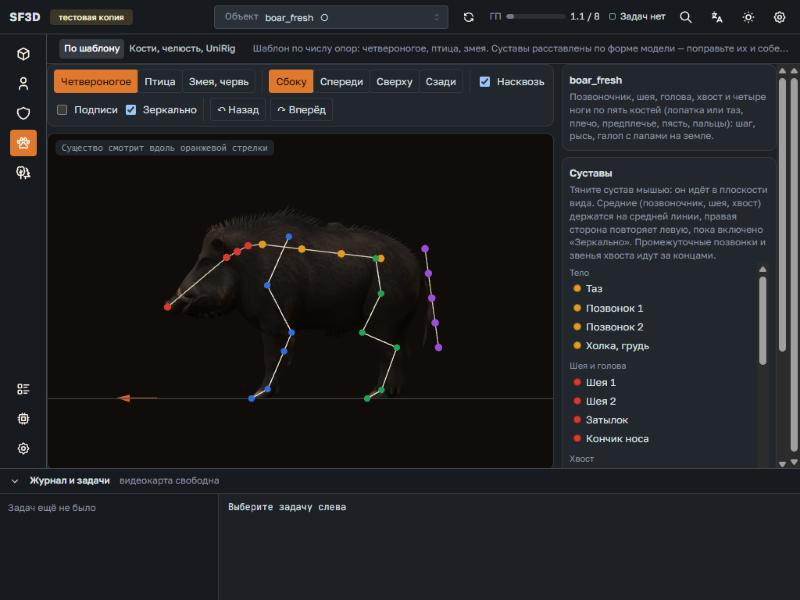 SF3D
тестовая копия
Объект boar_fresh
ГП 1.1 / 8 Задач нет
По шаблону Кости, челюсть, UniRig Шаблон по числу опор: четвероногое, птица, змея. Суставы расставлены по форме модели — поправьте их и собе...
Четвероногое Птица Змея, червь Сбоку Спереди Сверху Сзади Насквозь
Подписи Зеркально Назад Вперёд
Существо смотрит вдоль оранжевой стрелки
boar_fresh
Позвоночник, шея, голова, хвост и четыре
ноги по пять костей (лопатка или таз,
плечо, предплечье, пясть, пальцы): шаг,
рысь, галоп с лапами на земле.
Суставы
Тяните сустав мышью: он идёт в плоскости
вида. Средние (позвоночник, шея, хвост)
держатся на средней линии, правая
сторона повторяет левую, пока включено
«Зеркально». Промежуточные позвонки и
звенья хвоста идут за концами.
Тело
Таз
Позвонок 1
Позвонок 2
Холка, грудь
Шея и голова
Шея 1
Шея 2
Затылок
Кончик носа
Хвост
Журнал и задачи видеокарта свободна
Задач ещё не было
Выберите задачу слева